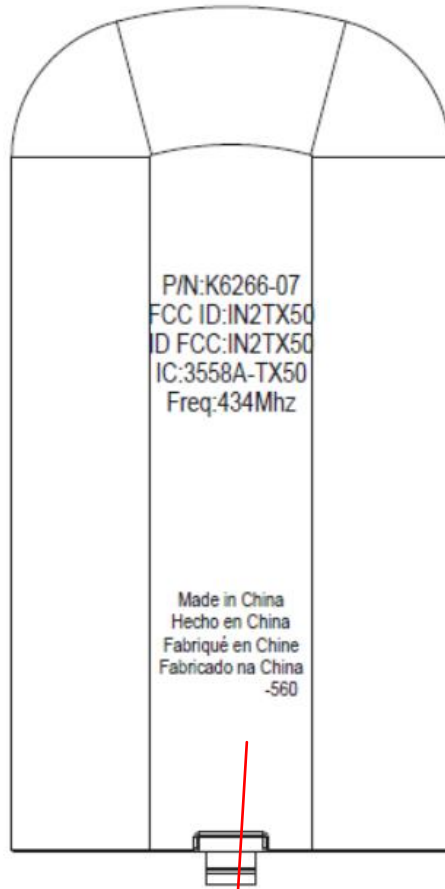 P/N:K6266-07
FCC ID:IN2TX50
ID FCC:IN2TX50
IC:3558A-TX50
Freq:434Mhz
Made in China
Hecho en China
Fabriqué en Chine
Fabricado na China
-560